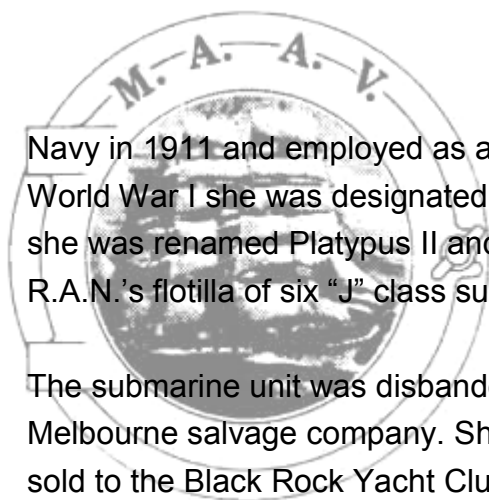 M. A. A. V.
Navy in 1911 and employed as a
World War I she was designated
she was renamed Platypus II and
R.A.N.’s flotilla of six “J” class su
The submarine unit was disband
Melbourne salvage company. Sh
sold to the Black Rock Yacht Clu